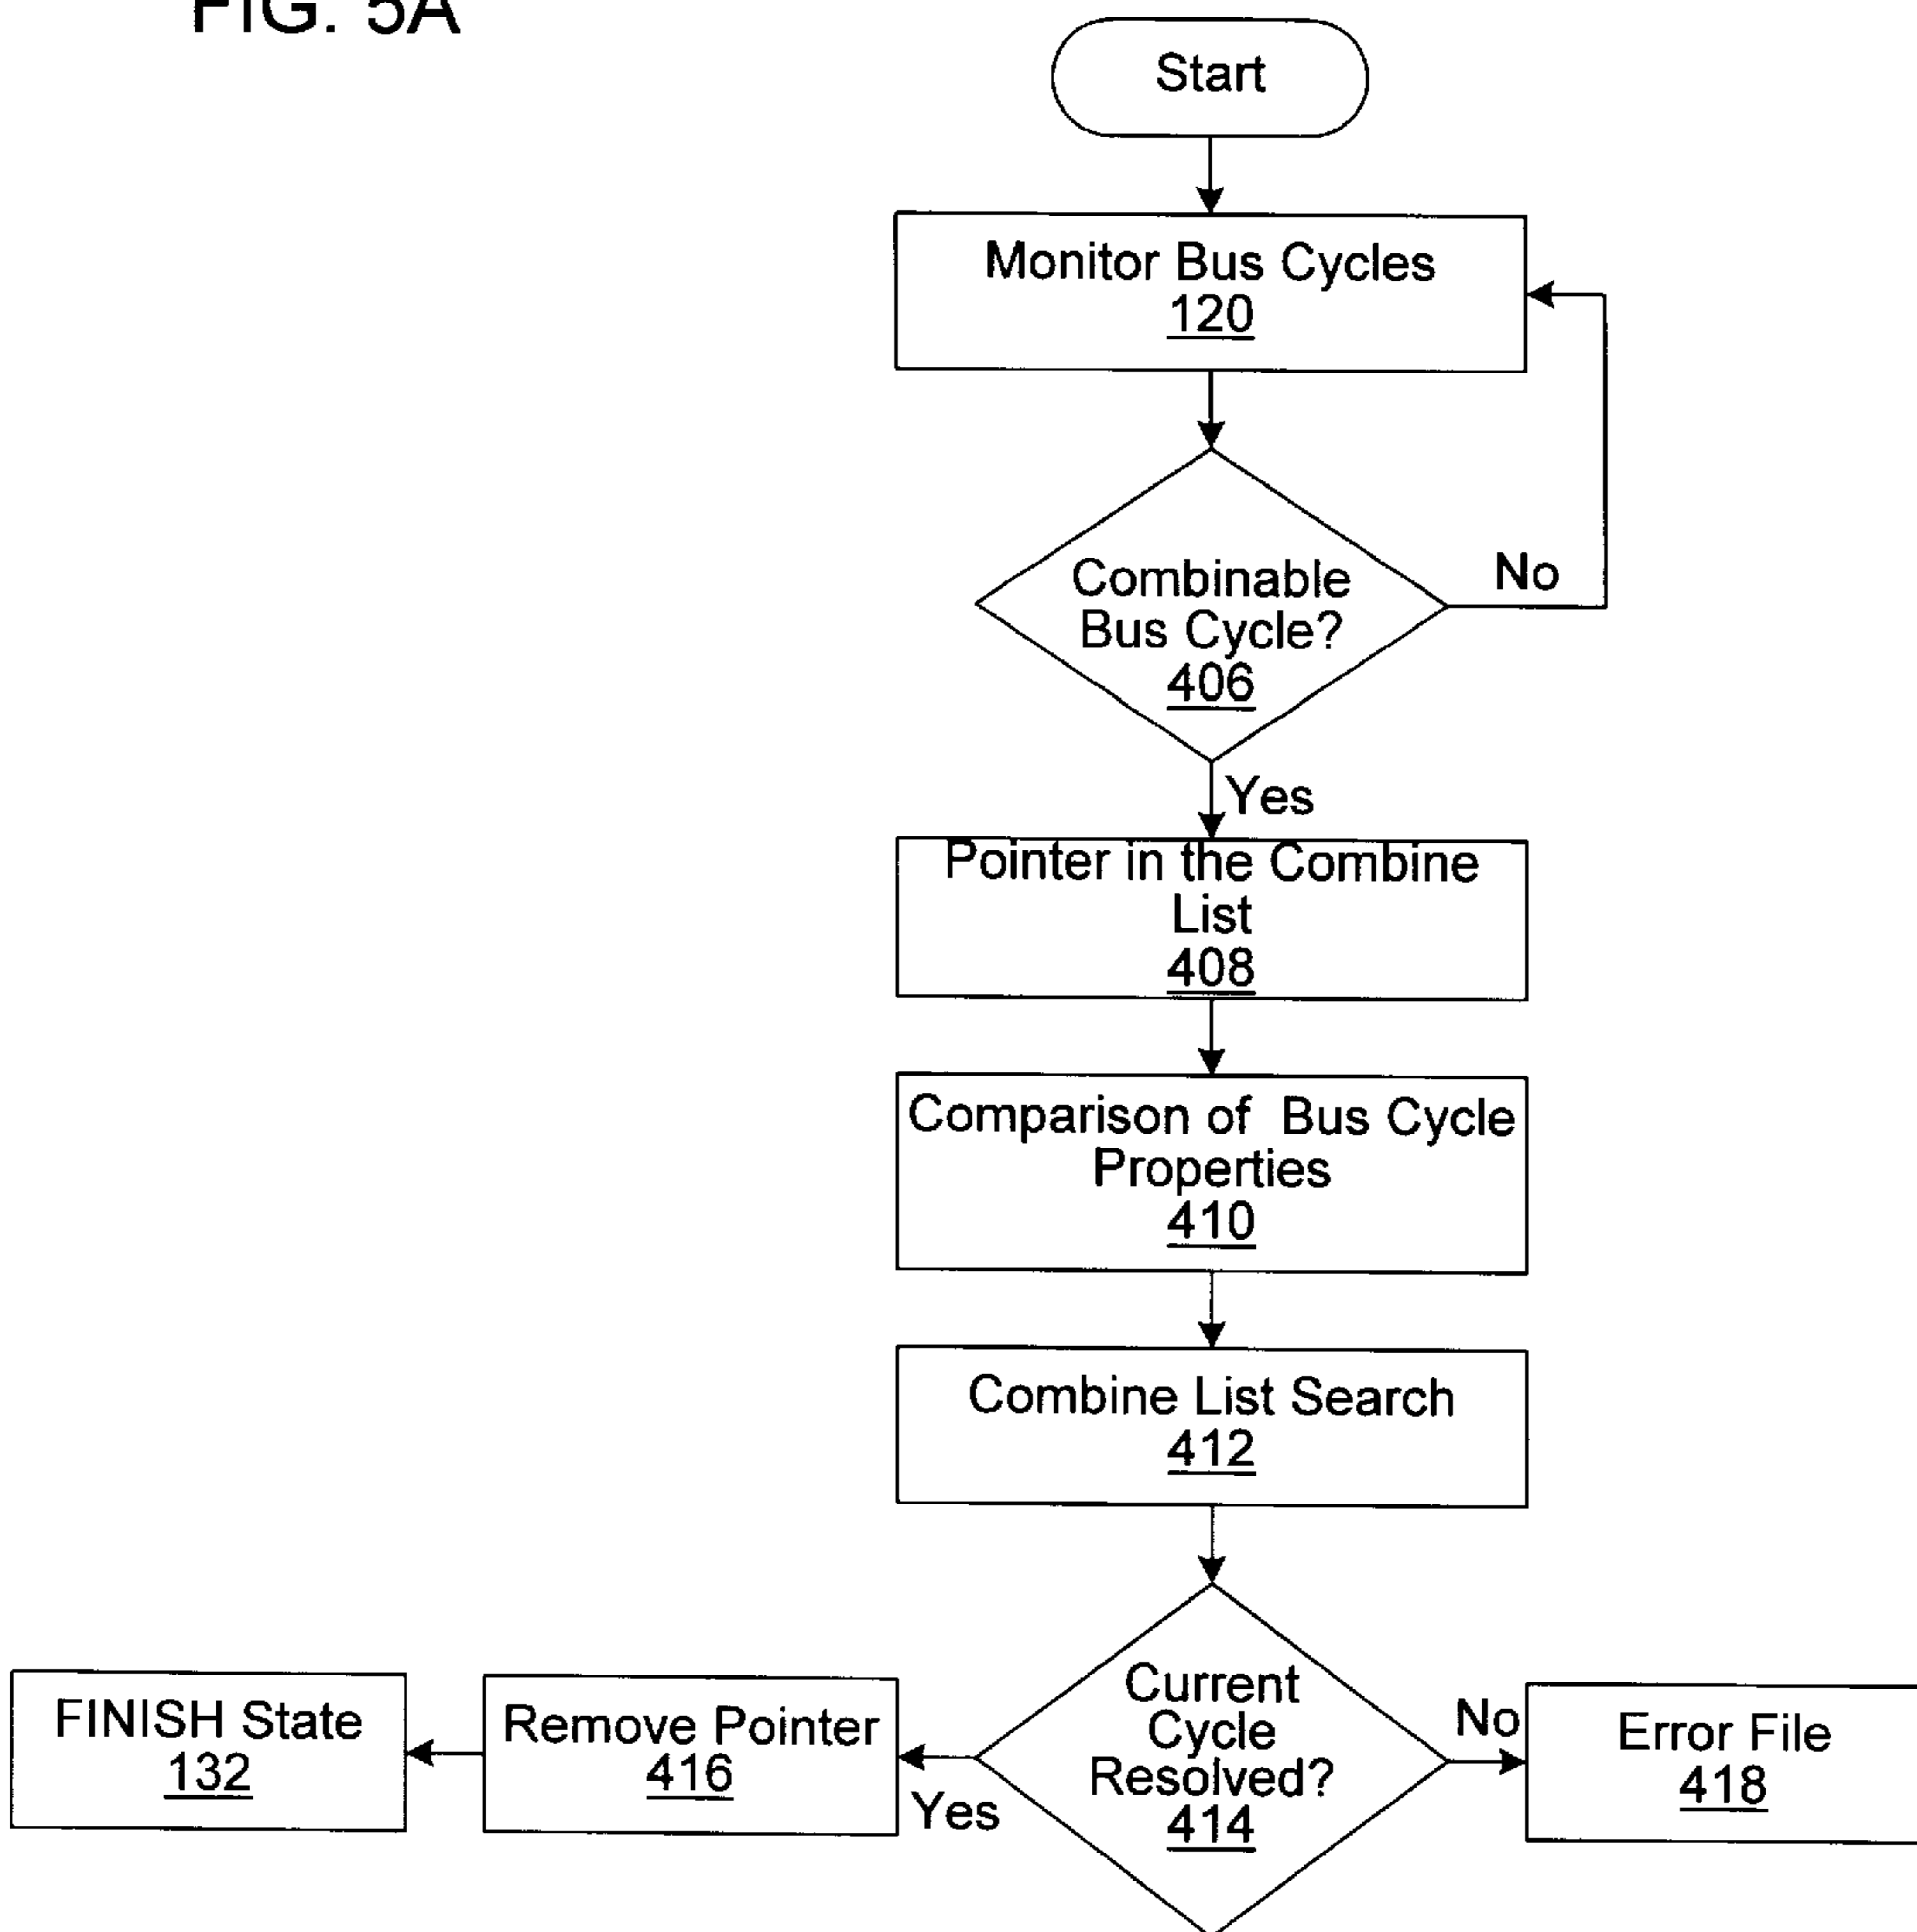 FIG. 5A
Start
Monitor Bus Cycles
120
Combinable
Bus Cycle?
406
No
Yes
Pointer in the Combine
List
408
Comparison of Bus Cycle
Properties
410
Combine List Search
412
Current
Cycle
Resolved?
414
Yes
No
Remove Pointer
416
FINISH State
132
Error File
418